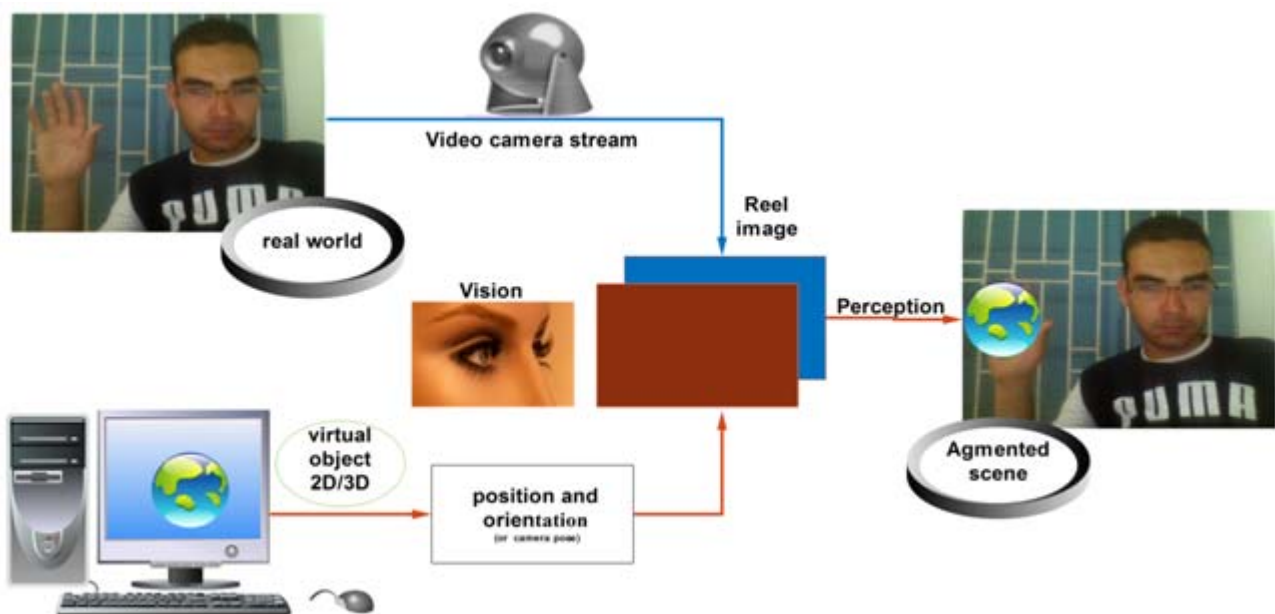 Video camera stream
PUMA
real world
Reel
image
Vision
Perception
PUMA
virtual
object
2D/3D
position and
orientation
(or camera pose)
Agmented
scene